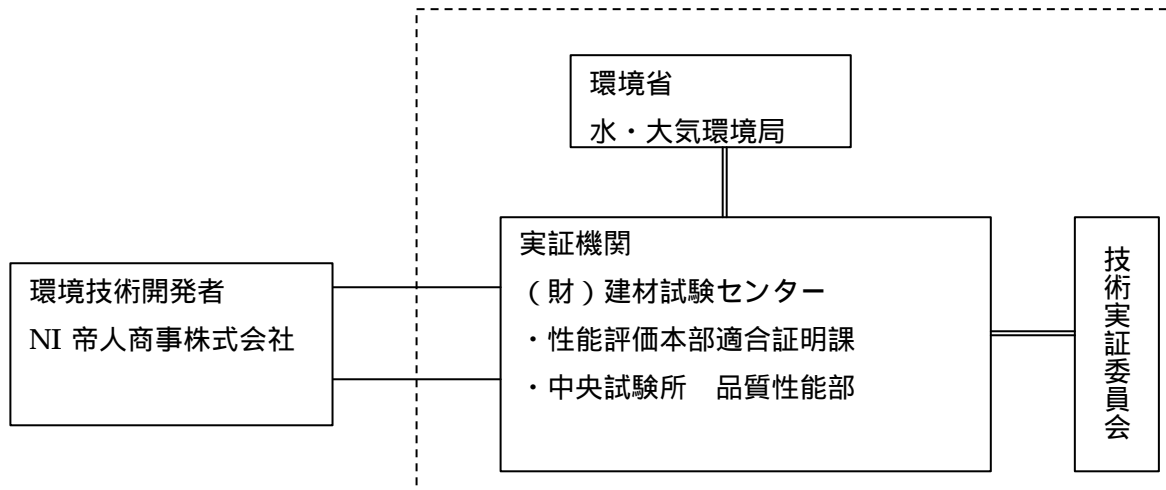 環境省
水・大気環境局
実証機関
（財）建材試験センター
・性能評価本部適合証明課
・中央試験所　品質性能部
環境技術開発者
NI 帝人商事株式会社
技術実証委員会